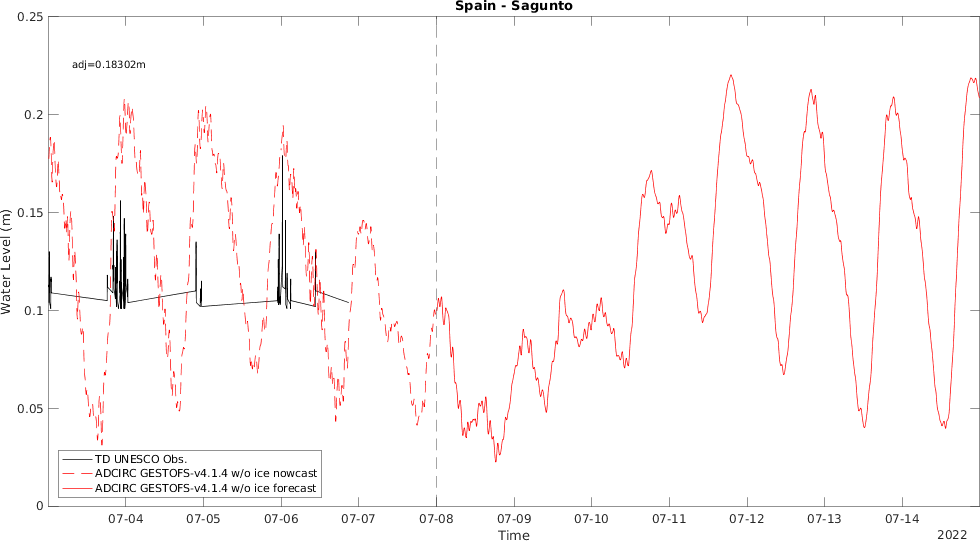 Spain - Sagunto
0.25
0.2
0.15
0.1
0.05
0
Water Level (m)
adj=0.18302m
TD UNESCO Obs.
ADCIRC GESTOFS-v4.1.4 w/o ice nowcast
ADCIRC GESTOFS-v4.1.4 w/o ice forecast
07-04 07-05 07-06 07-07 07-08 07-09 07-10 07-11 07-12 07-13 07-14
Time
2022